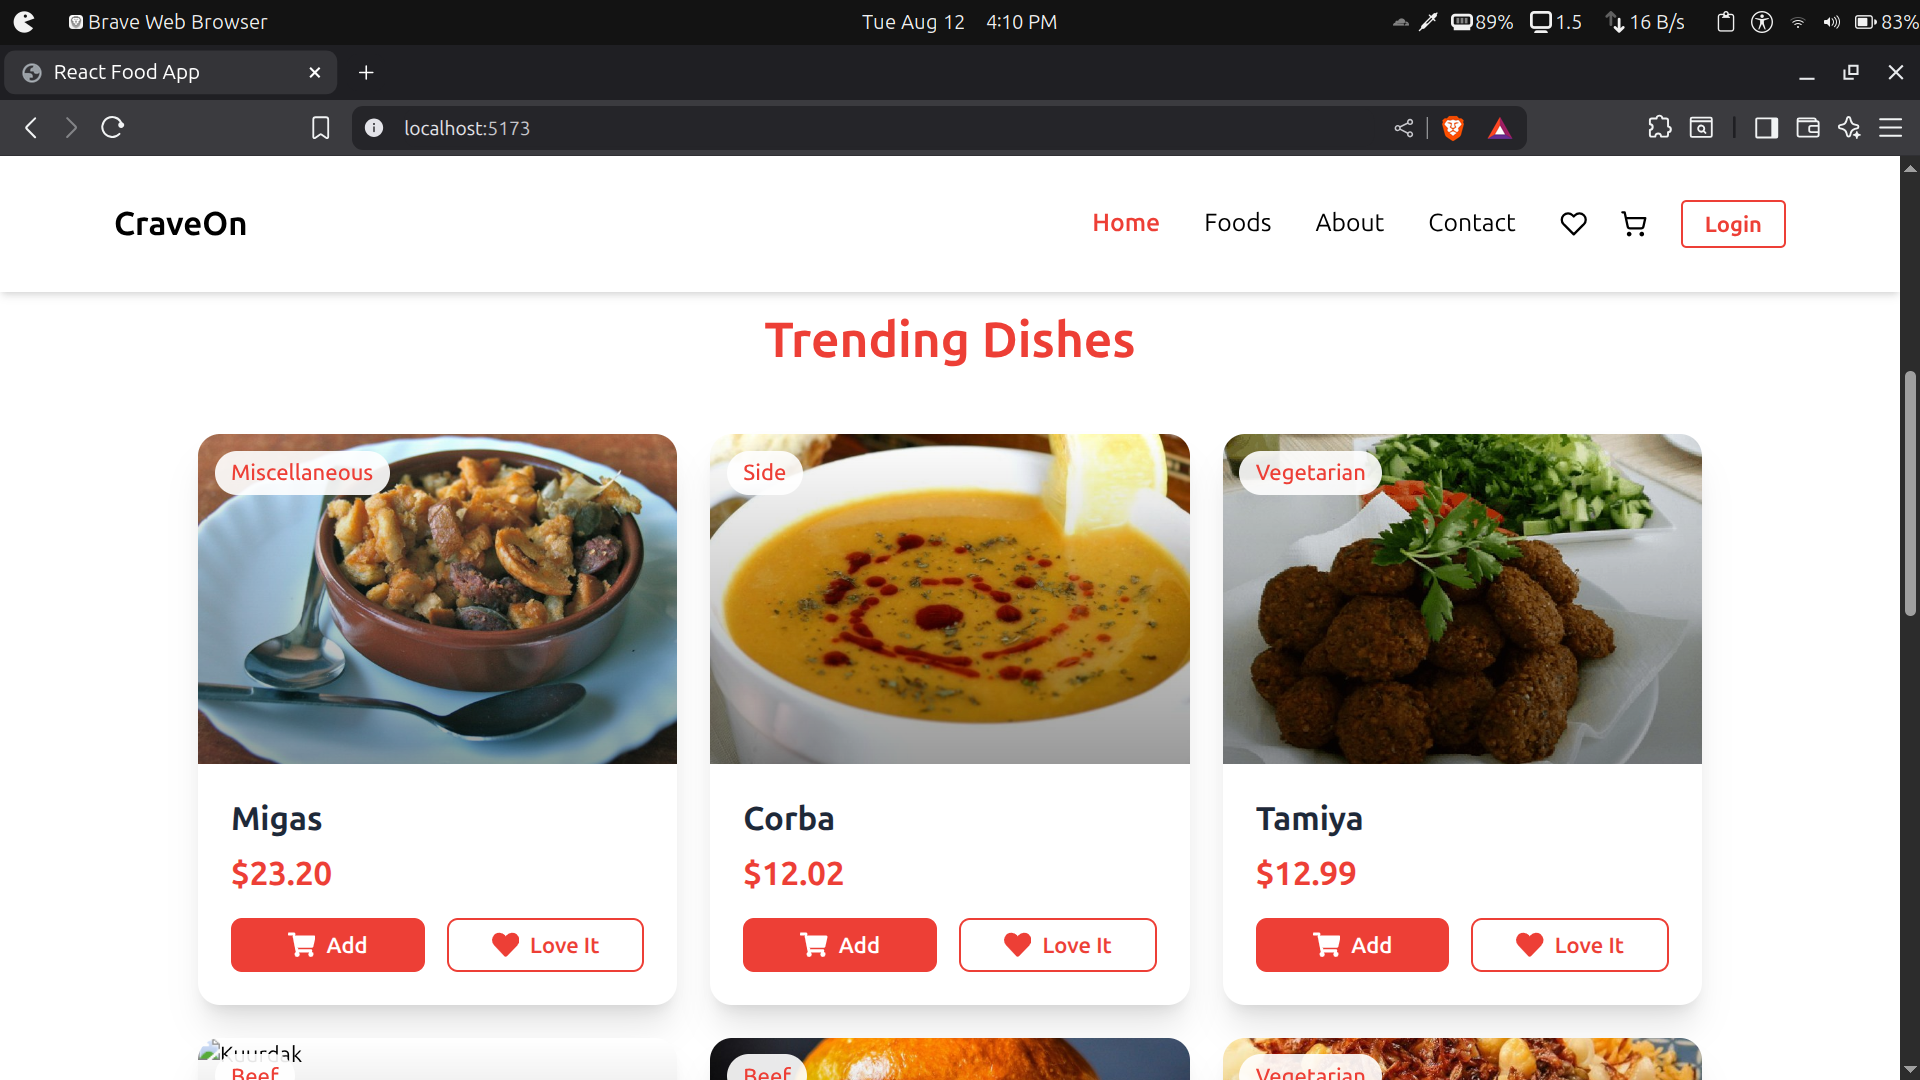 Brave Web Browser
Tue Aug 12 4:10 PM
89% 1.5 16 B/s 83%
React Food App
localhost:5173
CraveOn
Home Foods About Contact Login
Trending Dishes
Miscellaneous
Side
Vegetarian
Migas
$23.20
Add Love It
Corba
$12.02
Add Love It
Tamiya
$12.99
Add Love It
Kuurdak
Beef
Beef
Vegetarian